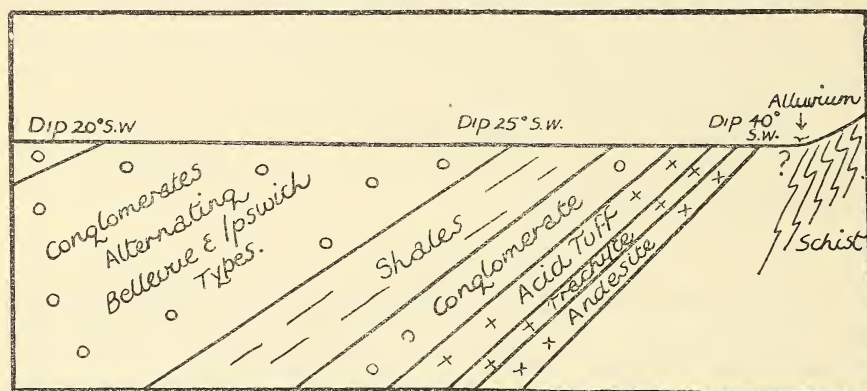 Alluvium
Dip 20° S.W
Dip 25° S.W.
Dip 40°
S.W.
?
Conglomerates
Alternating
Bellevue & Ipswich
Types.
Shales
Conglomerate
Acid Tuff
Trachyte
Andesite
Schist